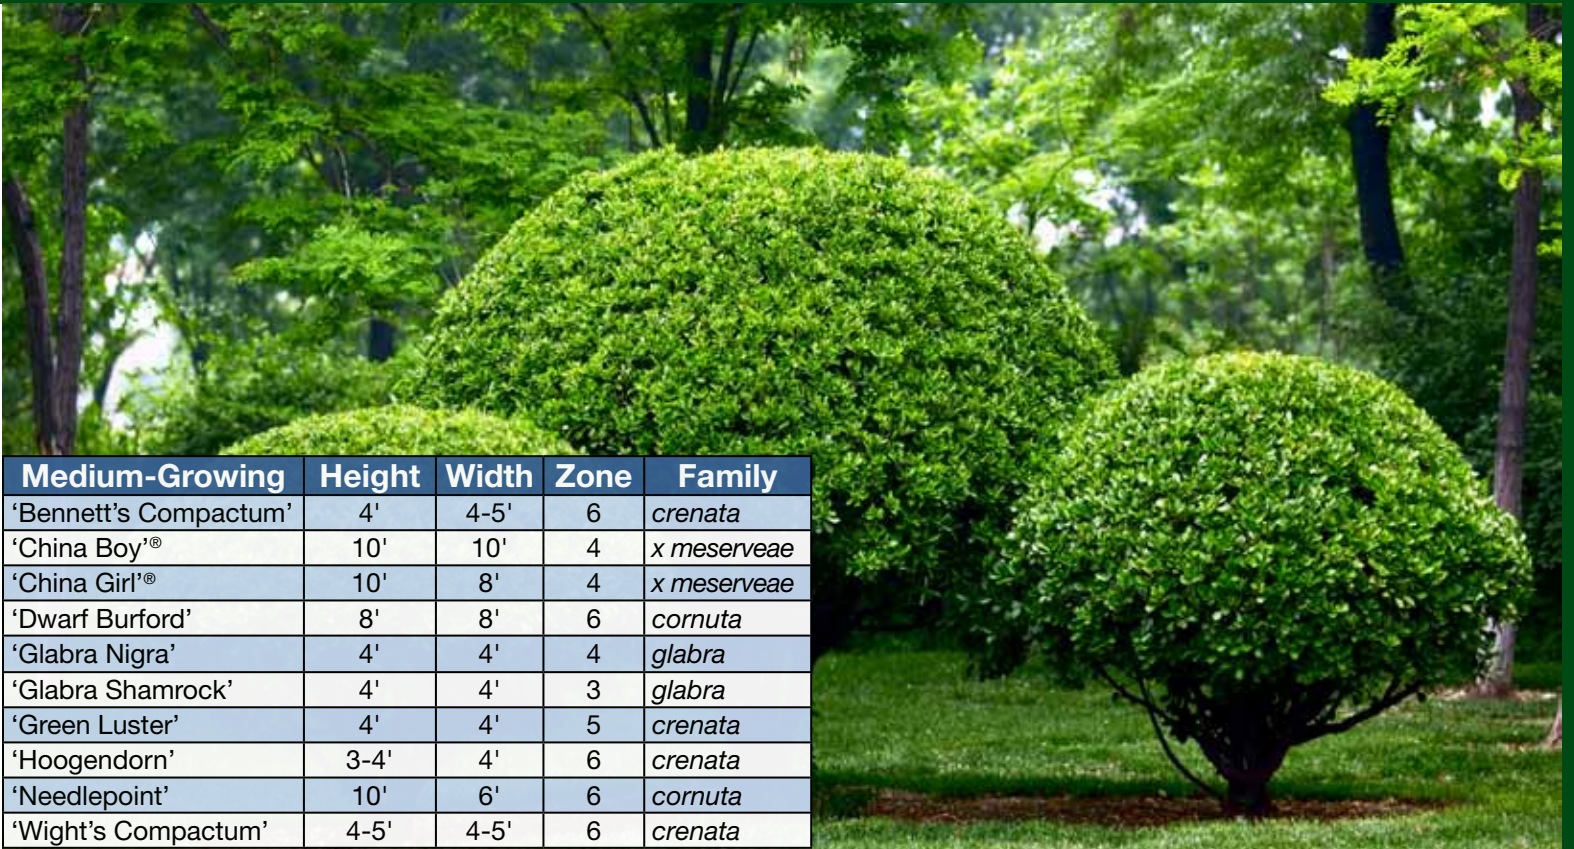 Medium-Growing Height Width Zone Family
‘Bennett’s Compactum’ 4' 4-5' 6 crenata
‘China Boy’® 10' 10' 4 x meserveae
‘China Girl’® 10' 8' 4 x meserveae
‘Dwarf Burford’ 8' 8' 6 cornuta
‘Glabra Nigra’ 4' 4' 4 glabra
‘Glabra Shamrock’ 4' 4' 3 glabra
‘Green Luster’ 4' 4' 5 crenata
‘Hoogendorn’ 3-4' 4' 6 crenata
‘Needlepoint’ 10' 6' 6 cornuta
‘Wight’s Compactum’ 4-5' 4-5' 6 crenata